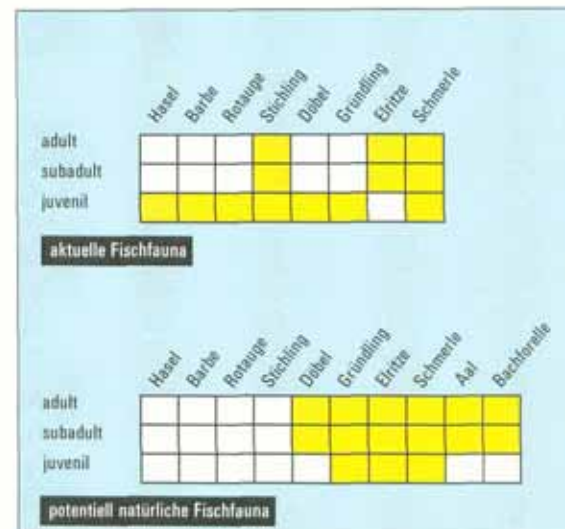 Hasel Barbe Rotauge Stichling Döbel Gründling Elritze Schmerle
adult
subadult
juvenil
aktuelle Fischfauna
Hasel Barbe Rotauge Stichling Döbel Gründling Elritze Schmerle Aal Bachforelle
adult
subadult
juvenil
potentiell natürliche Fischfauna